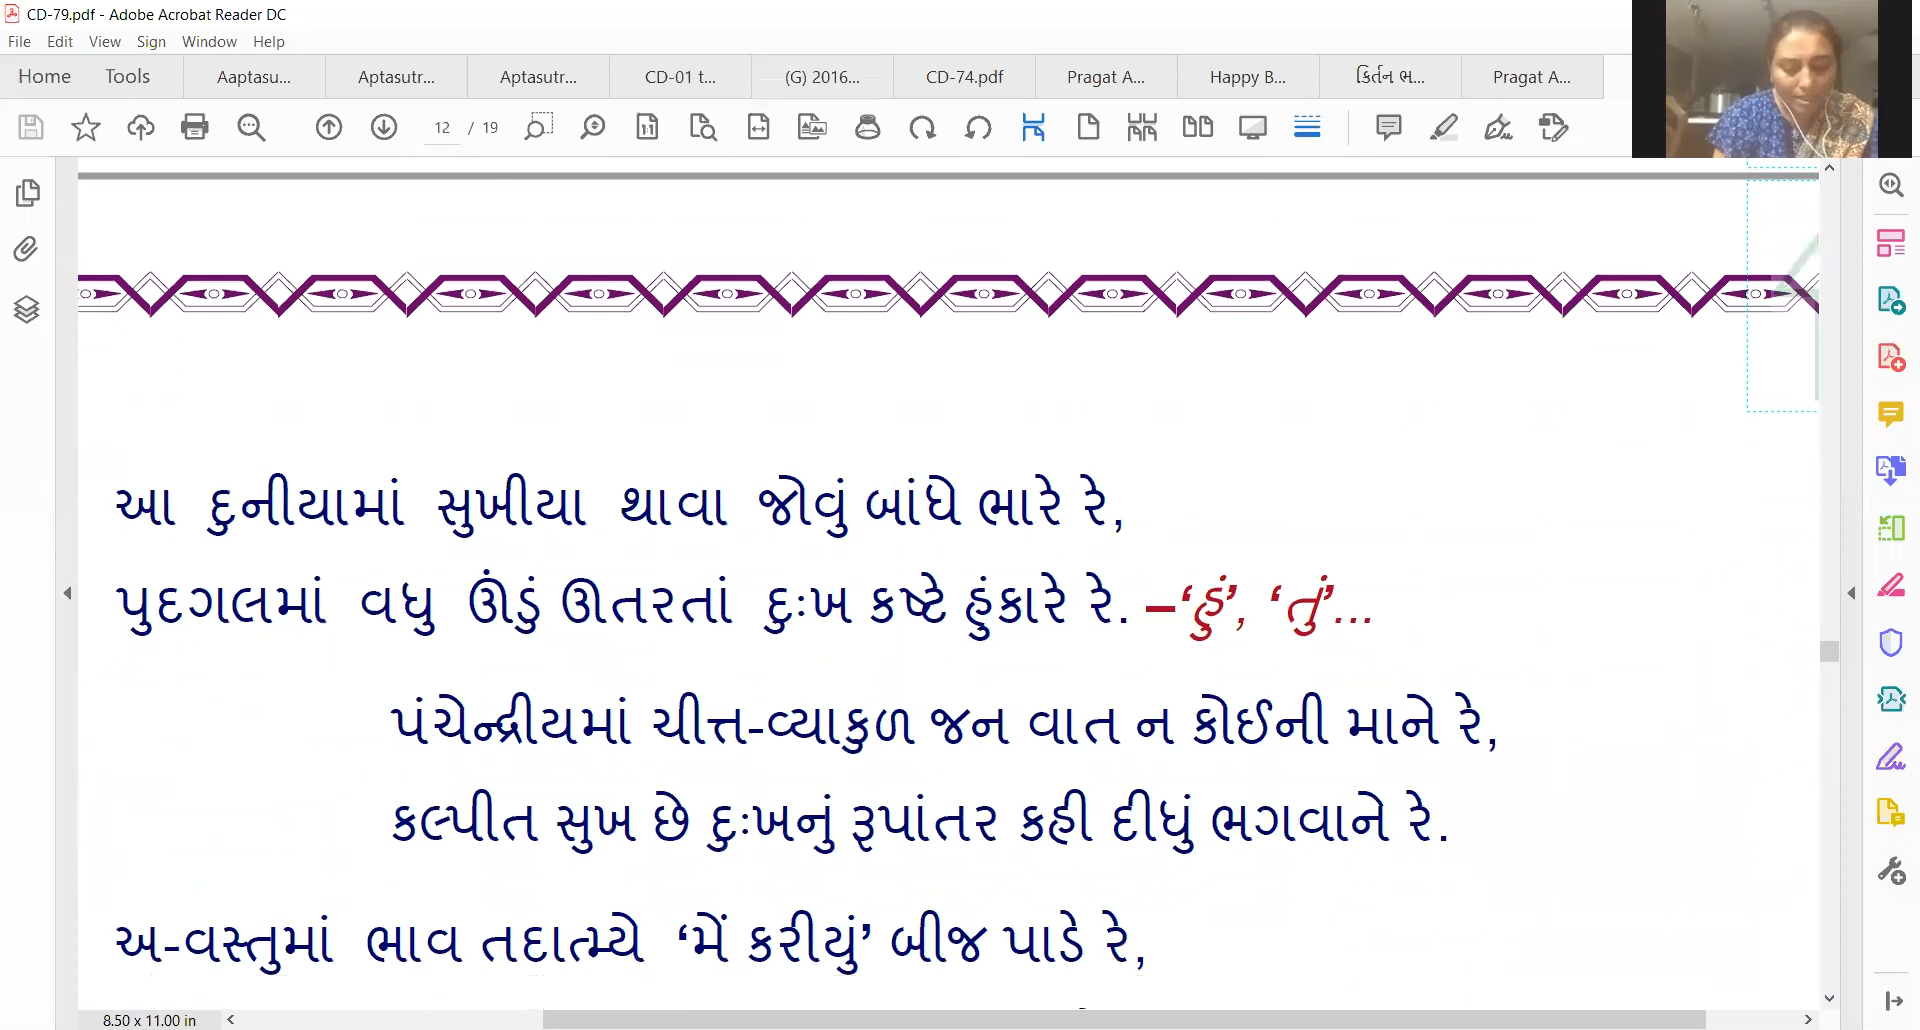 CD-79.pdf - Adobe Acrobat Reader DC
File Edit View Sign Window Help
Home Tools Aaptasu... Aptasutr... Aptasutr... CD-01 t... (G) 2016... CD-74.pdf Pragat A... Happy B... કિર્તન ભ... Pragat A...
12 / 19
આ દુનીયામાં સુખીયા થાવા જોવું બાંધે ભારે રે,
પુદગલમાં વધુ ઊંડું ઊતરતાં દુઃખ કષ્ટે હુંકારે રે. –‘હું’, ‘તું’...
પંચેન્દ્રીયમાં ચીત્ત-વ્યાકુળ જન વાત ન કોઈની માને રે,
કલ્પીત સુખ છે દુઃખનું રૂપાંતર કહી દીધું ભગવાને રે.
અ-વસ્તુમાં ભાવ તદાત્મ્યે ‘મેં કરીયું’ બીજ પાડે રે,
8.50 x 11.00 in